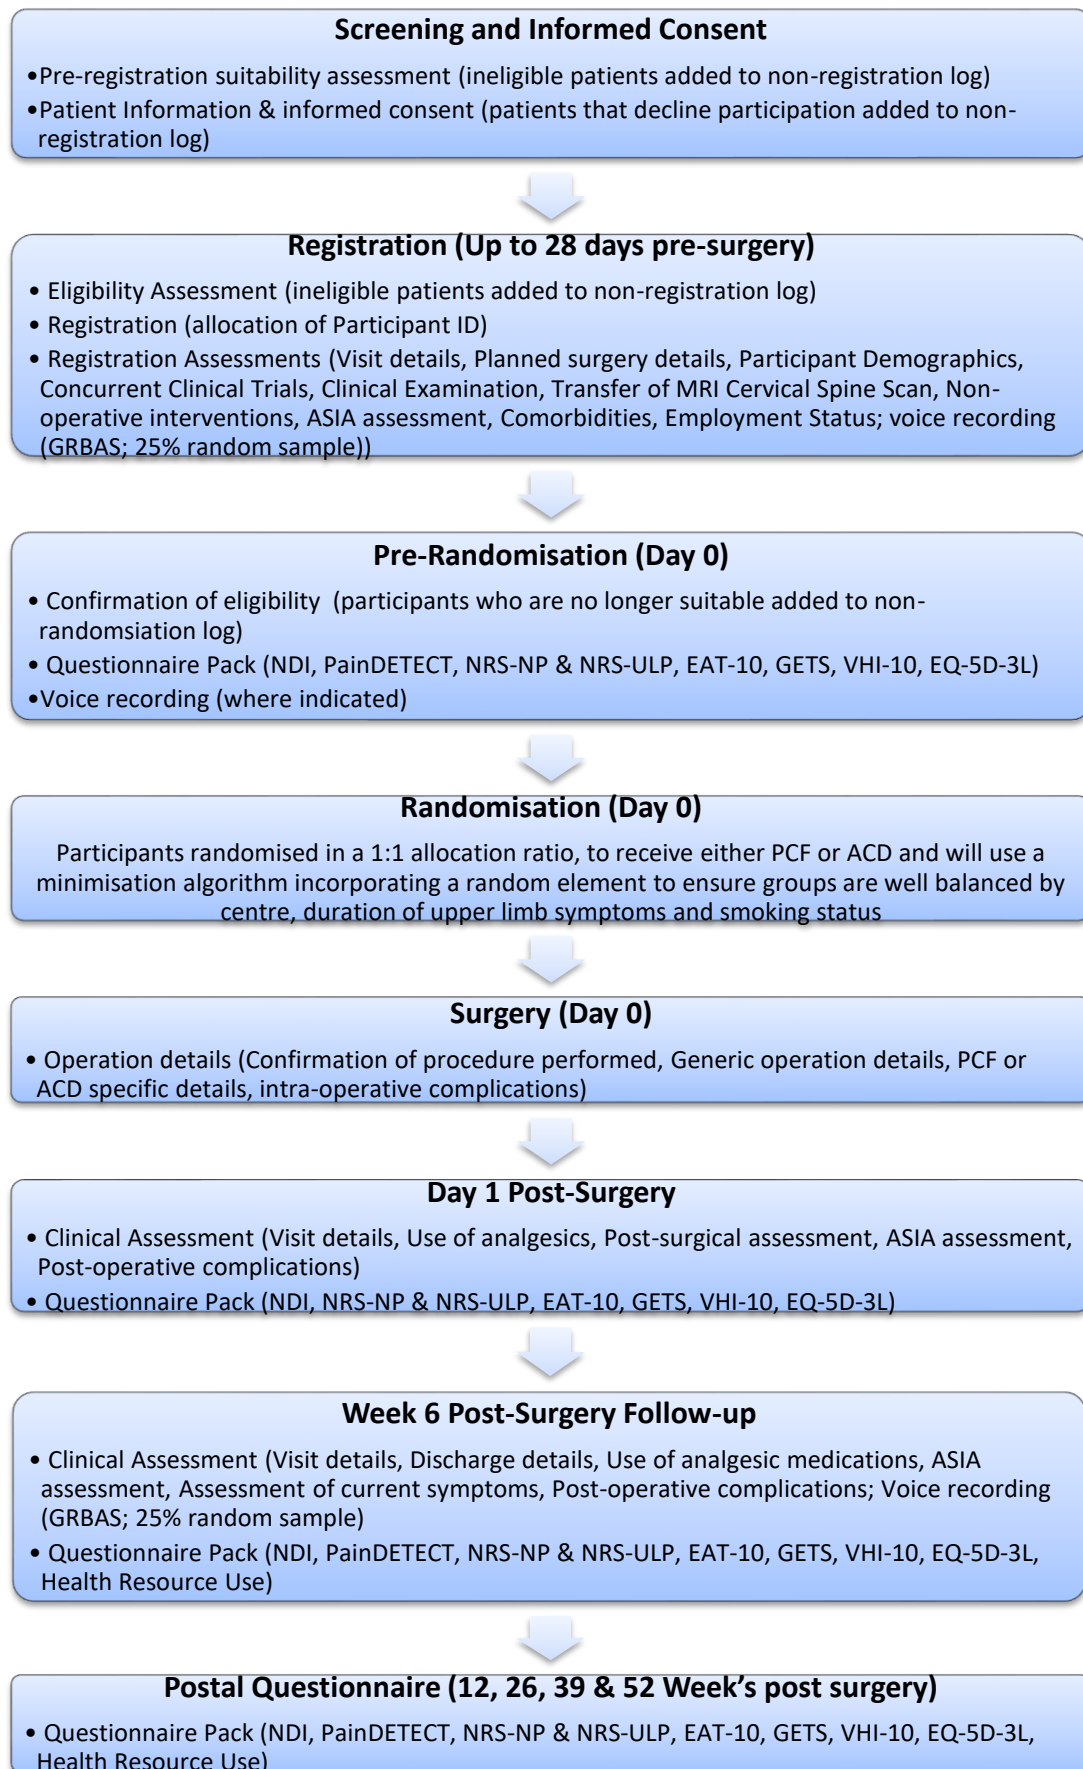 Screening and Informed Consent
•Pre-registration suitability assessment (ineligible patients added to non-registration log)
•Patient Information & informed consent (patients that decline participation added to non-
registration log)
Registration (Up to 28 days pre-surgery)
• Eligibility Assessment (ineligible patients added to non-registration log)
• Registration (allocation of Participant ID)
• Registration Assessments (Visit details, Planned surgery details, Participant Demographics,
Concurrent Clinical Trials, Clinical Examination, Transfer of MRI Cervical Spine Scan, Non-
operative interventions, ASIA assessment, Comorbidities, Employment Status; voice recording
(GRBAS; 25% random sample))
Pre-Randomisation (Day 0)
• Confirmation of eligibility (participants who are no longer suitable added to non-
randomsiation log)
• Questionnaire Pack (NDI, PainDETECT, NRS-NP & NRS-ULP, EAT-10, GETS, VHI-10, EQ-5D-3L)
•Voice recording (where indicated)
Randomisation (Day 0)
Participants randomised in a 1:1 allocation ratio, to receive either PCF or ACD and will use a
minimisation algorithm incorporating a random element to ensure groups are well balanced by
centre, duration of upper limb symptoms and smoking status
Surgery (Day 0)
• Operation details (Confirmation of procedure performed, Generic operation details, PCF or
ACD specific details, intra-operative complications)
Day 1 Post-Surgery
• Clinical Assessment (Visit details, Use of analgesics, Post-surgical assessment, ASIA assessment,
Post-operative complications)
• Questionnaire Pack (NDI, NRS-NP & NRS-ULP, EAT-10, GETS, VHI-10, EQ-5D-3L)
Week 6 Post-Surgery Follow-up
• Clinical Assessment (Visit details, Discharge details, Use of analgesic medications, ASIA
assessment, Assessment of current symptoms, Post-operative complications; Voice recording
(GRBAS; 25% random sample)
• Questionnaire Pack (NDI, PainDETECT, NRS-NP & NRS-ULP, EAT-10, GETS, VHI-10, EQ-5D-3L,
Health Resource Use)
Postal Questionnaire (12, 26, 39 & 52 Week's post surgery)
• Questionnaire Pack (NDI, PainDETECT, NRS-NP & NRS-ULP, EAT-10, GETS, VHI-10, EQ-5D-3L,
Health Resource Use)